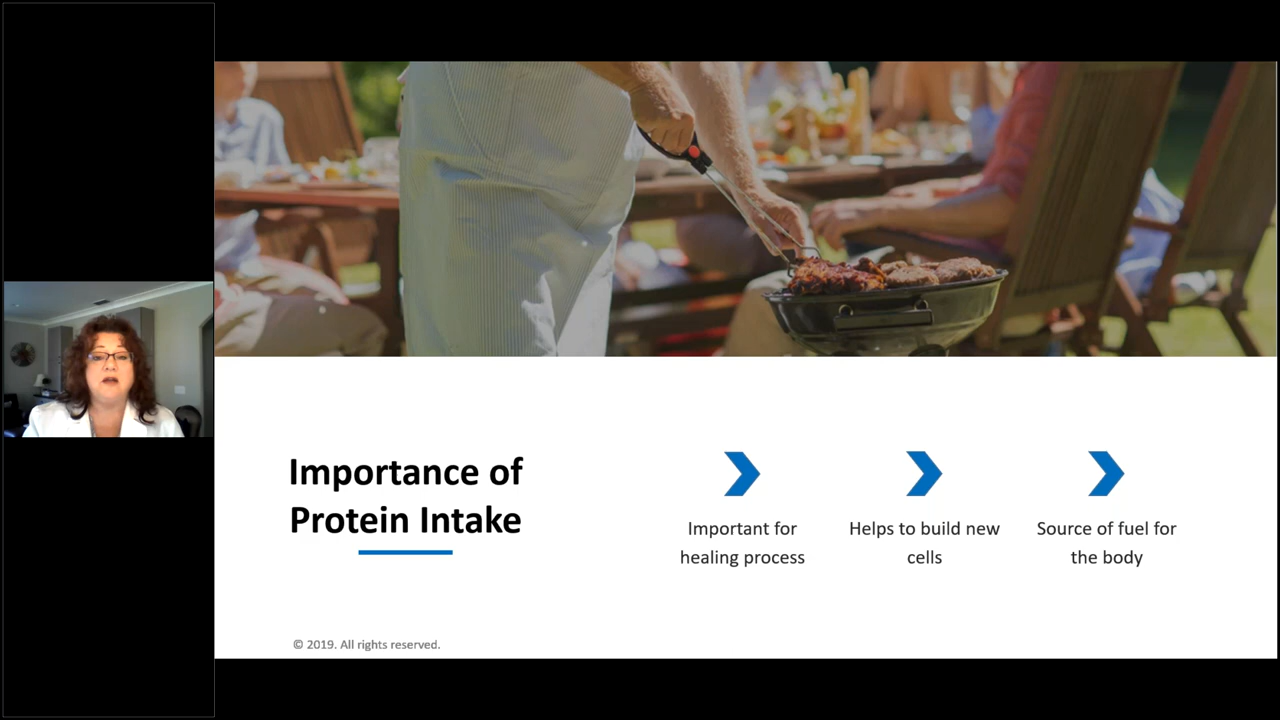 Importance of
Protein Intake
Important for
healing process
Helps to build new
cells
Source of fuel for
the body
© 2019. All rights reserved.